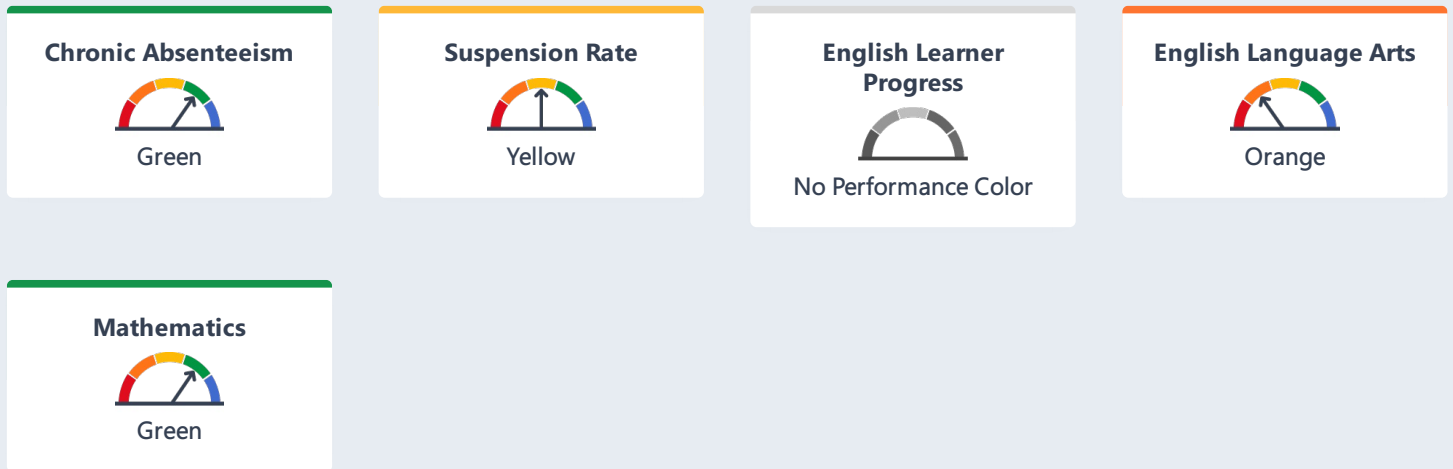 Chronic Absenteeism
Green
Suspension Rate
Yellow
English Learner
Progress
No Performance Color
English Language Arts
Orange
Mathematics
Green